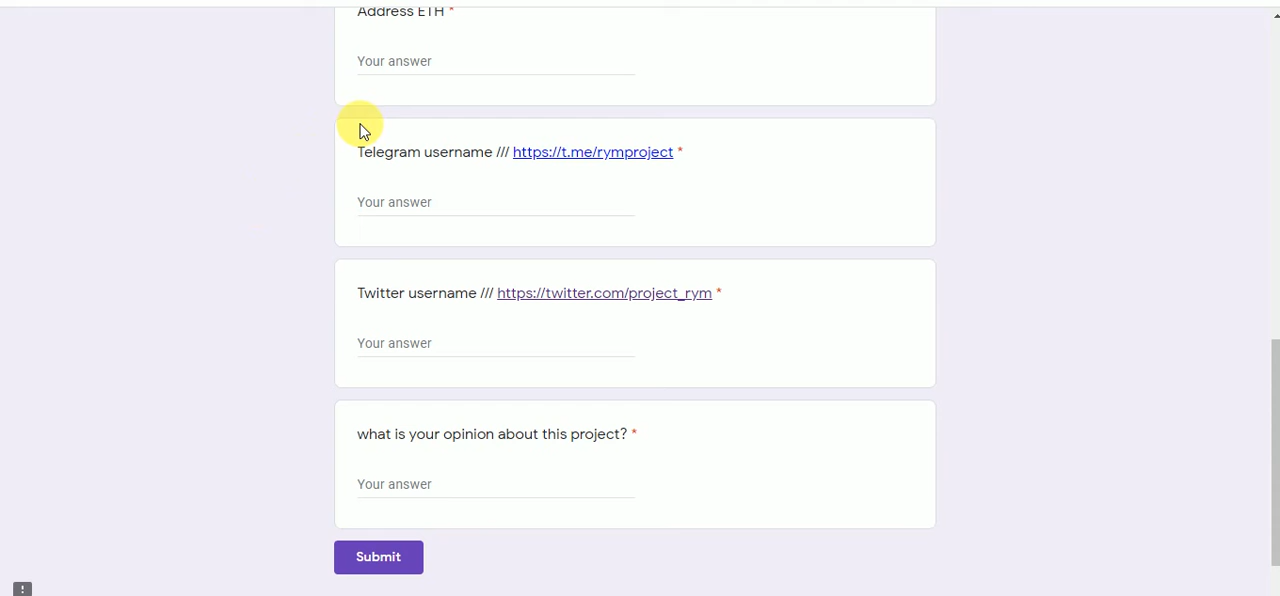 Address ETH *
Your answer
Telegram username /// https://t.me/rymproject *
Your answer
Twitter username /// https://twitter.com/project_rym *
Your answer
what is your opinion about this project? *
Your answer
Submit
!